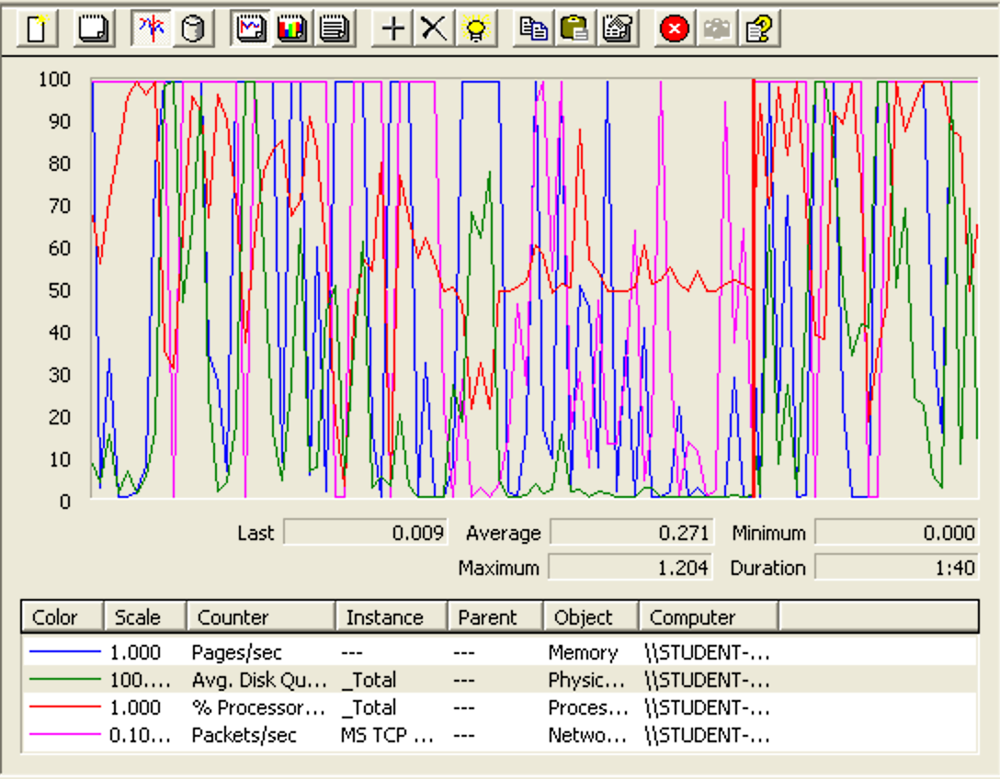 100
90
80
70
60
50
40
30
20
10
0
Last 0.009 Average 0.271 Minimum 0.000
Maximum 1.204 Duration 1:40
Color Scale Counter Instance Parent Object Computer
1.000 Pages/sec --- --- Memory \\STUDENT-...
100.... Avg. Disk Qu... _Total --- Physic... \\STUDENT-...
1.000 % Processor... _Total --- Proces... \\STUDENT-...
0.10... Packets/sec MS TCP ... --- Netwo... \\STUDENT-...